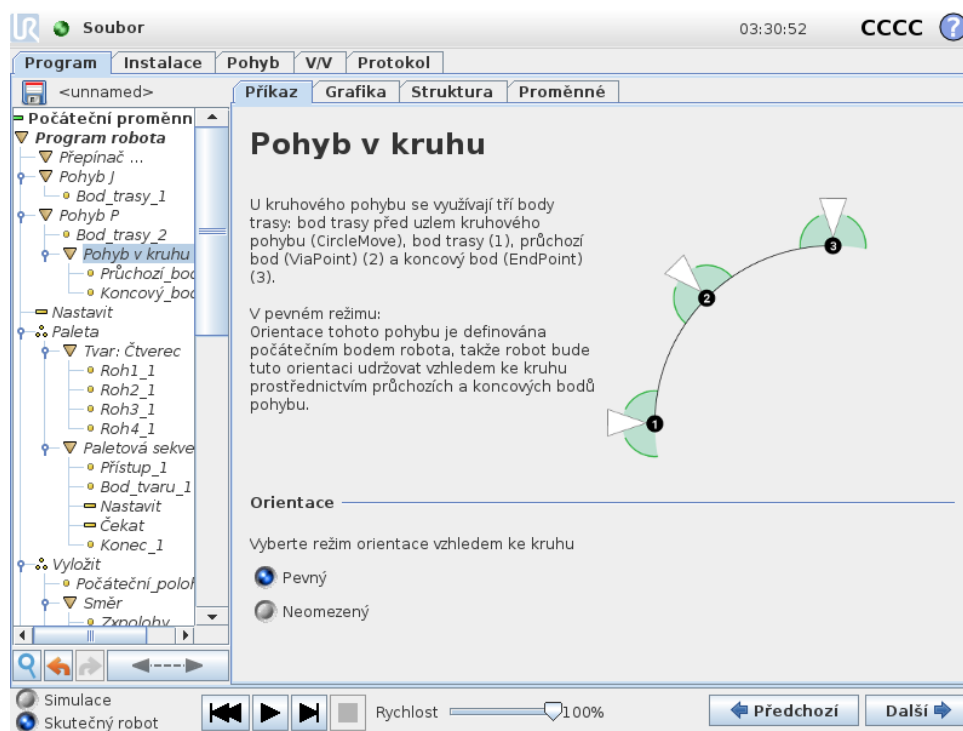 UR Soubor 03:30:52 CCCC ?
Program Instalace Pohyb V/V Protokol
<unnamed> Příkaz Grafika Struktura Proměnné
Počáteční proměnn
Program robota
Přepínač ...
Pohyb J
Bod_trasy_1
Pohyb P
Bod_trasy_2
Pohyb v kruhu
Průchozí_bod
Koncový_bod
Nastavit
Paleta
Tvar: Čtverec
Roh1_1
Roh2_1
Roh3_1
Roh4_1
Paletová sekve
Přístup_1
Bod_tvaru_1
Nastavit
Čekat
Konec_1
Vyložit
Počáteční_poloh
Směr
Zxpolohy
Pohyb v kruhu
U kruhového pohybu se využívají tří body
trasy: bod trasy před uzlem kruhového
pohybu (CircleMove), bod trasy (1), průchozí
bod (ViaPoint) (2) a koncový bod (EndPoint)
(3).
V pevném režimu:
Orientace tohoto pohybu je definována
počátečním bodem robota, takže robot bude
tuto orientaci udržovat vzhledem ke kruhu
prostřednictvím průchozích a koncových bodů
pohybu.
3
2
1
Orientace
Vyberte režim orientace vzhledem ke kruhu
Pevný
Neomezený
Simulace
Skutečný robot
Rychlost 100%
Předchozí Další